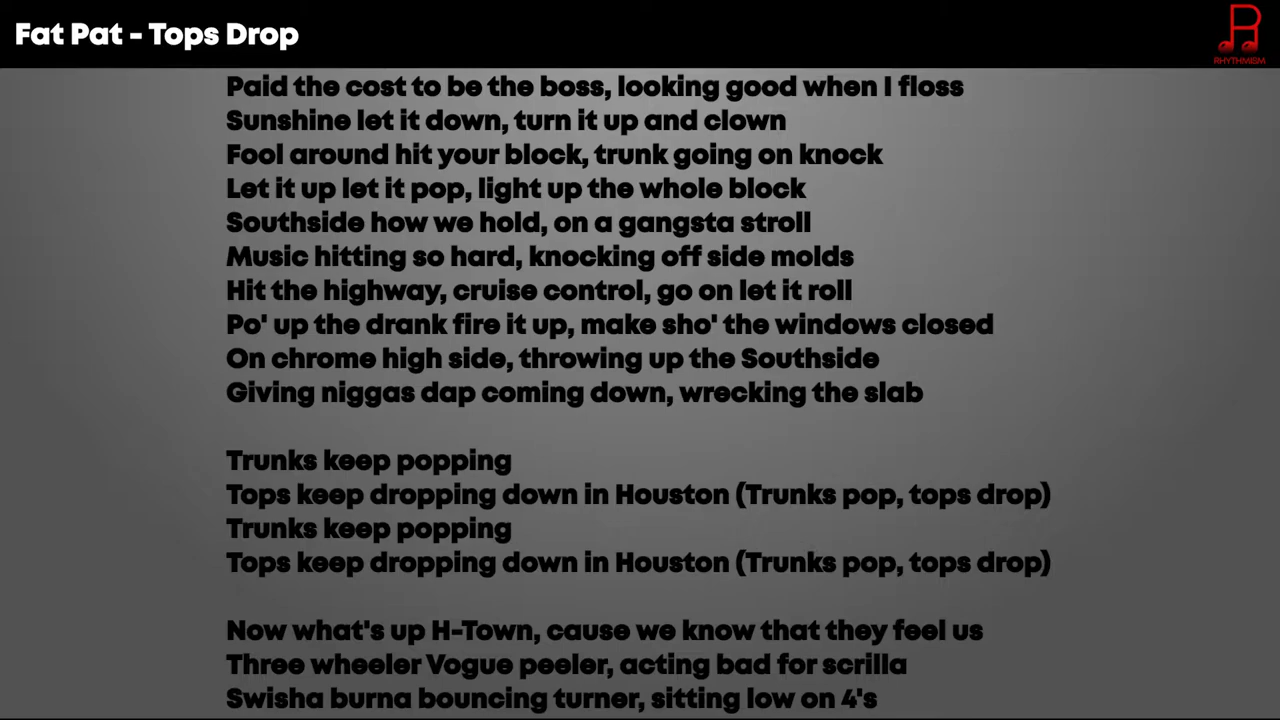 Fat Pat - Tops Drop
RHYTHMISM
Paid the cost to be the boss, looking good when I floss
Sunshine let it down, turn it up and clown
Fool around hit your block, trunk going on knock
Let it up let it pop, light up the whole block
Southside how we hold, on a gangsta stroll
Music hitting so hard, knocking off side molds
Hit the highway, cruise control, go on let it roll
Po' up the drank fire it up, make sho' the windows closed
On chrome high side, throwing up the Southside
Giving niggas dap coming down, wrecking the slab
Trunks keep popping
Tops keep dropping down in Houston (Trunks pop, tops drop)
Trunks keep popping
Tops keep dropping down in Houston (Trunks pop, tops drop)
Now what's up H-Town, cause we know that they feel us
Three wheeler Vogue peeler, acting bad for scrilla
Swisha burna bouncing turner, sitting low on 4's